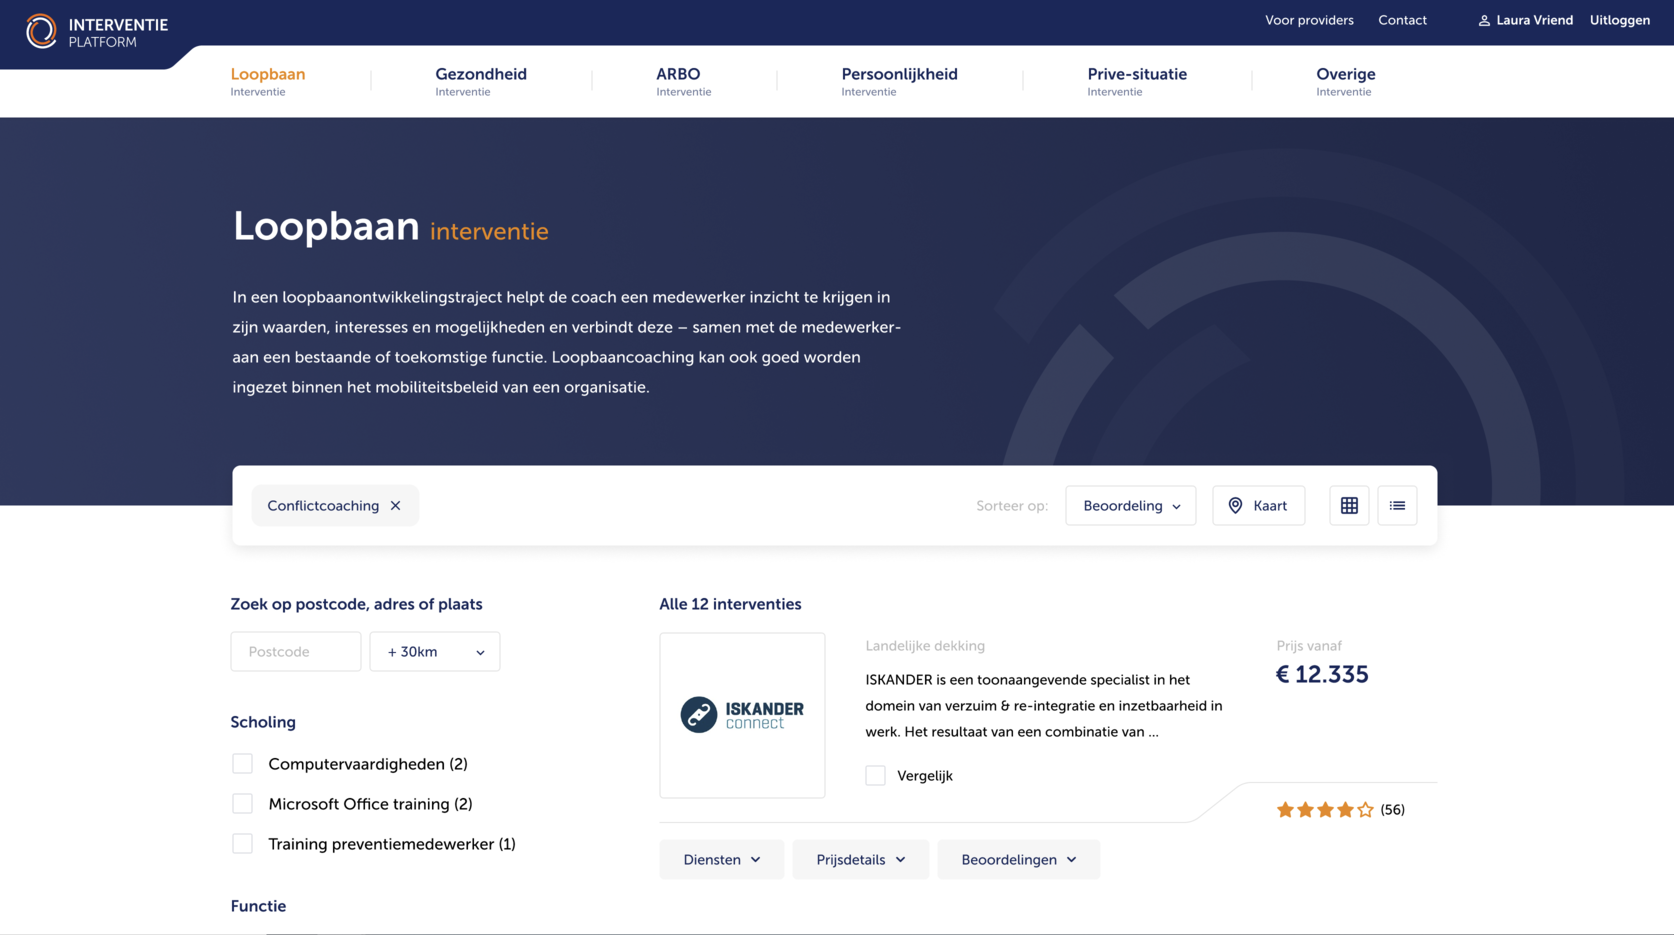 INTERVENTIE
PLATFORM
Voor providers
Contact
Laura Vriend
Uitloggen
Loopbaan
Interventie
Gezondheid
Interventie
ARBO
Interventie
Persoonlijkheid
Interventie
Prive-situatie
Interventie
Overige
Interventie
Loopbaan interventie
In een loopbaanontwikkelingstraject helpt de coach een medewerker inzicht te krijgen in
zijn waarden, interesses en mogelijkheden en verbindt deze – samen met de medewerker-
aan een bestaande of toekomstige functie. Loopbaancoaching kan ook goed worden
ingezet binnen het mobiliteitsbeleid van een organisatie.
Conflictcoaching
Sorteer op:
Beoordeling
Kaart
Zoek op postcode, adres of plaats
Postcode
+ 30km
Scholing
Computervaardigheden (2)
Microsoft Office training (2)
Training preventiemedewerker (1)
Functie
Alle 12 interventies
ISKANDER
connect
Landelijke dekking
ISKANDER is een toonaangevende specialist in het
domein van verzuim & re-integratie en inzetbaarheid in
werk. Het resultaat van een combinatie van ...
Vergelijk
Prijs vanaf
€ 12.335
(56)
Diensten
Prijsdetails
Beoordelingen